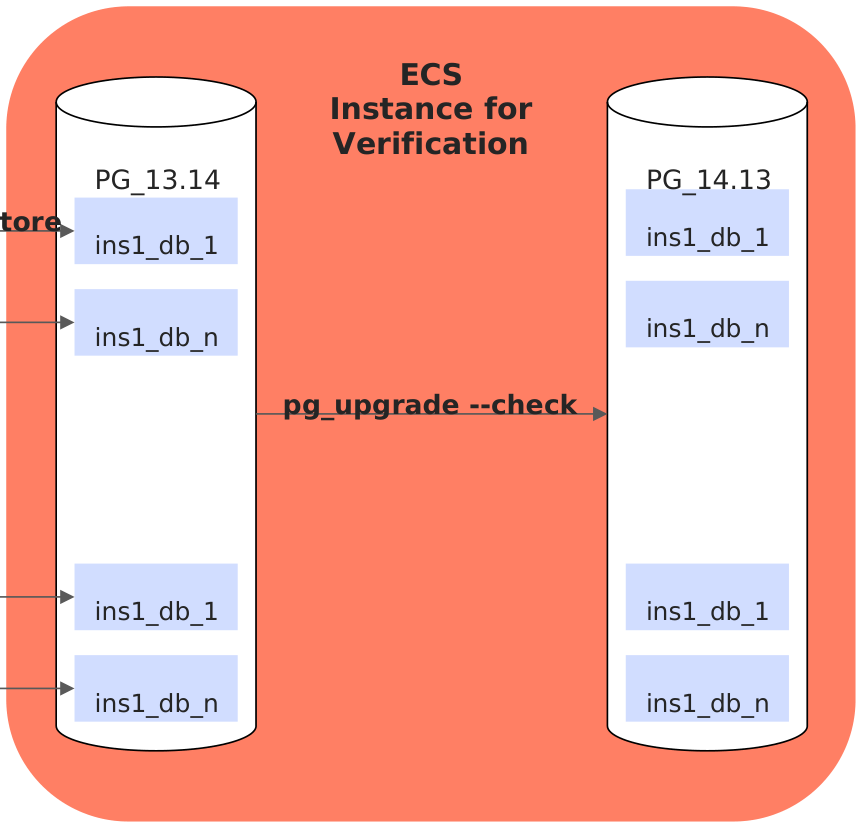 ECS
Instance for
Verification
PG_13.14
PG_14.13
tore
ins1_db_1
ins1_db_1
ins1_db_n
ins1_db_n
pg_upgrade --check
ins1_db_1
ins1_db_1
ins1_db_n
ins1_db_n